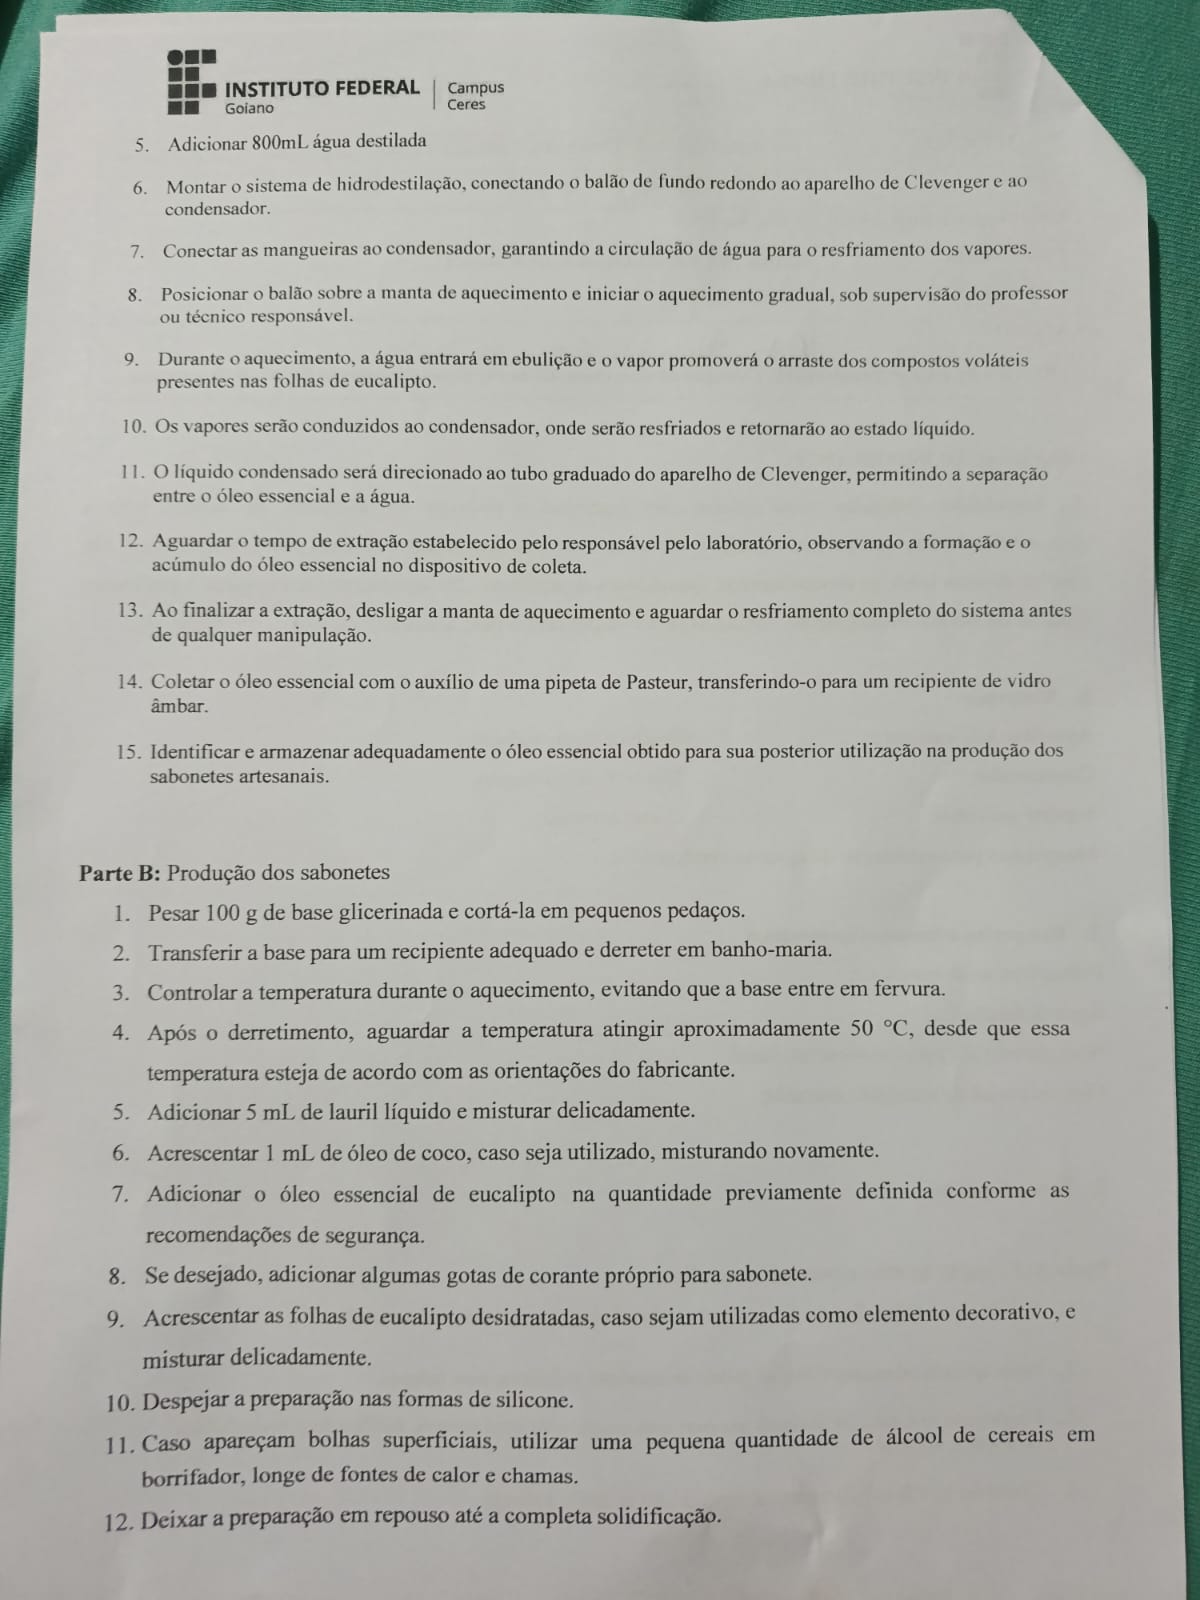 INSTITUTO FEDERAL
Goiano
Campus
Ceres
5. Adicionar 800mL água destilada
6. Montar o sistema de hidrodestilação, conectando o balão de fundo redondo ao aparelho de Clevenger e ao
condensador.
7. Conectar as mangueiras ao condensador, garantindo a circulação de água para o resfriamento dos vapores.
8. Posicionar o balão sobre a manta de aquecimento e iniciar o aquecimento gradual, sob supervisão do professor
ou técnico responsável.
9. Durante o aquecimento, a água entrará em ebulição e o vapor promoverá o arraste dos compostos voláteis
presentes nas folhas de eucalipto.
10. Os vapores serão conduzidos ao condensador, onde serão resfriados e retornarão ao estado líquido.
11. O líquido condensado será direcionado ao tubo graduado do aparelho de Clevenger, permitindo a separação
entre o óleo essencial e a água.
12. Aguardar o tempo de extração estabelecido pelo responsável pelo laboratório, observando a formação e o
acúmulo do óleo essencial no dispositivo de coleta.
13. Ao finalizar a extração, desligar a manta de aquecimento e aguardar o resfriamento completo do sistema antes
de qualquer manipulação.
14. Coletar o óleo essencial com o auxílio de uma pipeta de Pasteur, transferindo-o para um recipiente de vidro
âmbar.
15. Identificar e armazenar adequadamente o óleo essencial obtido para sua posterior utilização na produção dos
sabonetes artesanais.
Parte B: Produção dos sabonetes
1. Pesar 100 g de base glicerinada e cortá-la em pequenos pedaços.
2. Transferir a base para um recipiente adequado e derreter em banho-maria.
3. Controlar a temperatura durante o aquecimento, evitando que a base entre em fervura.
4. Após o derretimento, aguardar a temperatura atingir aproximadamente 50 °C, desde que essa
temperatura esteja de acordo com as orientações do fabricante.
5. Adicionar 5 mL de lauril líquido e misturar delicadamente.
6. Acrescentar 1 mL de óleo de coco, caso seja utilizado, misturando novamente.
7. Adicionar o óleo essencial de eucalipto na quantidade previamente definida conforme as
recomendações de segurança.
8. Se desejado, adicionar algumas gotas de corante próprio para sabonete.
9. Acrescentar as folhas de eucalipto desidratadas, caso sejam utilizadas como elemento decorativo, e
misturar delicadamente.
10. Despejar a preparação nas formas de silicone.
11. Caso apareçam bolhas superficiais, utilizar uma pequena quantidade de álcool de cereais em
borrifador, longe de fontes de calor e chamas.
12. Deixar a preparação em repouso até a completa solidificação.